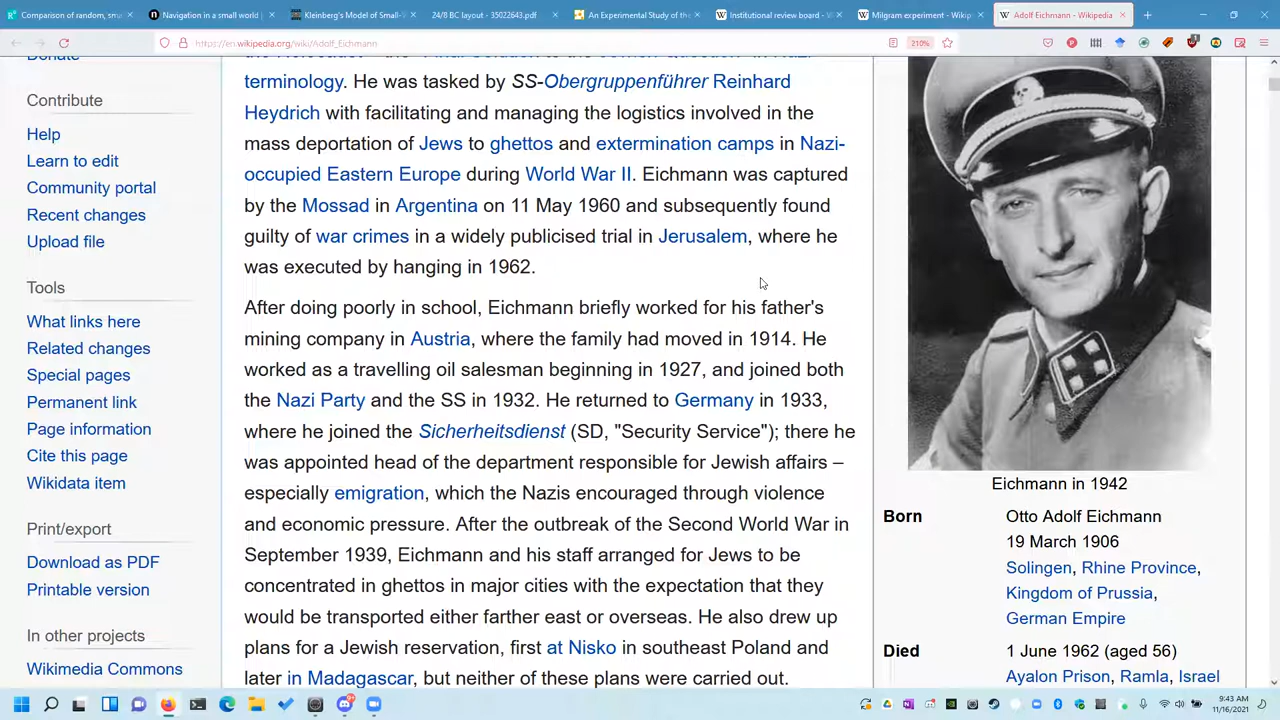 Comparison of random, sm
Navigation in a small world
Kleinberg's Model of Small-V
24/8 BC layout - 35022643.pdf
An Experimental Study of the
Institutional review board - W
Milgram experiment - Wikip
Adolf Eichmann - Wikipedia
https://en.wikipedia.org/wiki/Adolf_Eichmann
210%
Donate
Contribute
Help
Learn to edit
Community portal
Recent changes
Upload file
Tools
What links here
Related changes
Special pages
Permanent link
Page information
Cite this page
Wikidata item
Print/export
Download as PDF
Printable version
In other projects
Wikimedia Commons
terminology. He was tasked by SS-Obergruppenführer Reinhard
Heydrich with facilitating and managing the logistics involved in the
mass deportation of Jews to ghettos and extermination camps in Nazi-
occupied Eastern Europe during World War II. Eichmann was captured
by the Mossad in Argentina on 11 May 1960 and subsequently found
guilty of war crimes in a widely publicised trial in Jerusalem, where he
was executed by hanging in 1962.
After doing poorly in school, Eichmann briefly worked for his father's
mining company in Austria, where the family had moved in 1914. He
worked as a travelling oil salesman beginning in 1927, and joined both
the Nazi Party and the SS in 1932. He returned to Germany in 1933,
where he joined the Sicherheitsdienst (SD, "Security Service"); there he
was appointed head of the department responsible for Jewish affairs –
especially emigration, which the Nazis encouraged through violence
and economic pressure. After the outbreak of the Second World War in
September 1939, Eichmann and his staff arranged for Jews to be
concentrated in ghettos in major cities with the expectation that they
would be transported either farther east or overseas. He also drew up
plans for a Jewish reservation, first at Nisko in southeast Poland and
later in Madagascar, but neither of these plans were carried out.
Eichmann in 1942
Born
Otto Adolf Eichmann
19 March 1906
Solingen, Rhine Province,
Kingdom of Prussia,
German Empire
Died
1 June 1962 (aged 56)
Ayalon Prison, Ramla, Israel
9:43 AM
11/16/2021